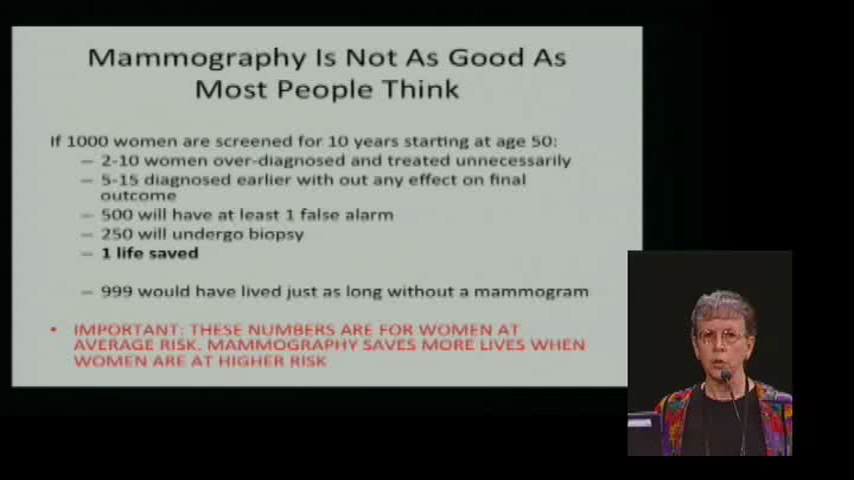 Mammography Is Not As Good As
Most People Think
If 1000 women are screened for 10 years starting at age 50:
– 2-10 women over-diagnosed and treated unnecessarily
– 5-15 diagnosed earlier with out any effect on final
outcome
– 500 will have at least 1 false alarm
– 250 will undergo biopsy
– 1 life saved
– 999 would have lived just as long without a mammogram
• IMPORTANT: THESE NUMBERS ARE FOR WOMEN AT
AVERAGE RISK. MAMMOGRAPHY SAVES MORE LIVES WHEN
WOMEN ARE AT HIGHER RISK